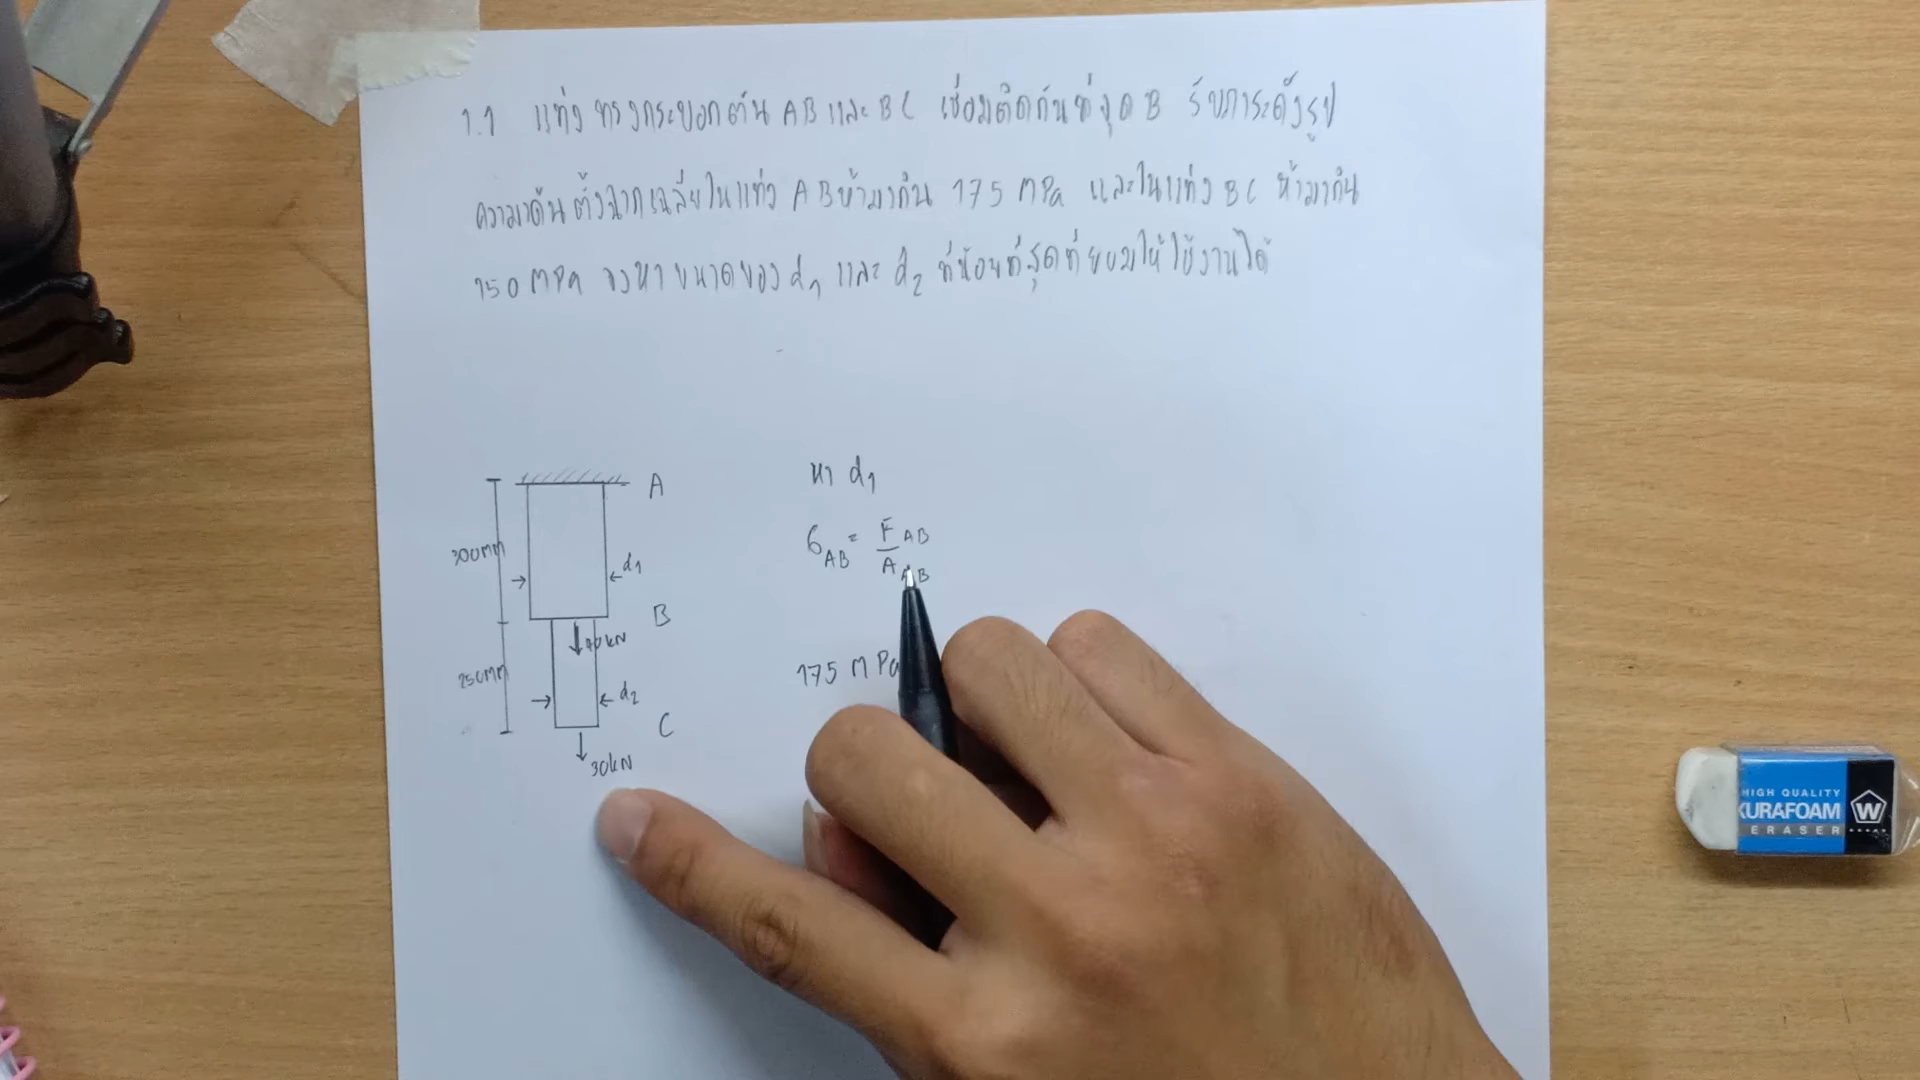 1.1 แท่งทรงกระบอกตัน AB และ BC เชื่อมติดกันที่จุด B รับภาระดังรูป
ความเค้นตั้งฉากเฉลี่ยในแท่ง AB ห้ามเกิน 175 MPa และในแท่ง BC ห้ามเกิน
150 MPa จงหาขนาดของ d1 และ d2 ที่น้อยที่สุดที่ยอมให้ใช้งานได้
A
300mm
d1
B
40kN
250mm
d2
C
30kN
หา d1
σAB = FAB
AAB
175 MPa
HIGH QUALITY
KURAFOAM W
ERASER